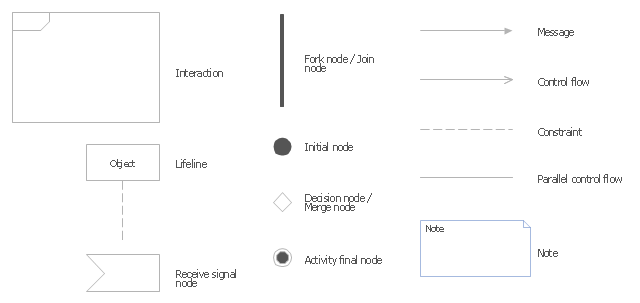 Interaction
Object
Lifeline
Receive signal
node
Fork node / Join
node
Initial node
Decision node /
Merge node
Activity final node
Message
Control flow
Constraint
Parallel control flow
Note
Note